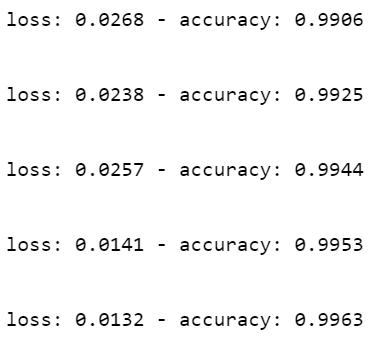 loss: 0.0268 - accuracy: 0.9906
loss: 0.0238 - accuracy: 0.9925
loss: 0.0257 - accuracy: 0.9944
loss: 0.0141 - accuracy: 0.9953
loss: 0.0132 - accuracy: 0.9963